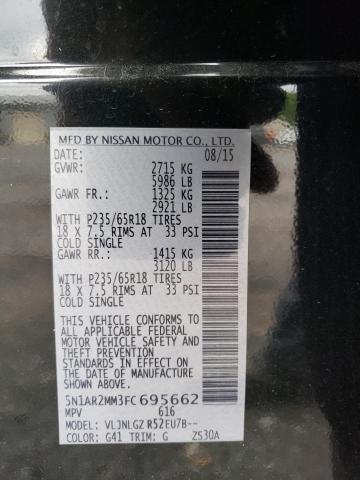 MFD BY NISSAN MOTOR CO., LTD.
DATE: 08/15
GVWR: 2715 KG
5986 LB
GAWR FR.: 1325 KG
2921 LB
WITH P235/65R18 TIRES
18 X 7.5 RIMS AT 33 PSI
COLD SINGLE
GAWR RR.: 1415 KG
3120 LB
WITH P235/65R18 TIRES
18 X 7.5 RIMS AT 33 PSI
COLD SINGLE
THIS VEHICLE CONFORMS TO
ALL APPLICABLE FEDERAL
MOTOR VEHICLE SAFETY AND
THEFT PREVENTION
STANDARDS IN EFFECT ON
THE DATE OF MANUFACTURE
SHOWN ABOVE.
5N1AR2MM3FC695662
MPV 616
MODEL: VLJNLGZ R52EU7B--
COLOR: G41 TRIM: G ZS30A